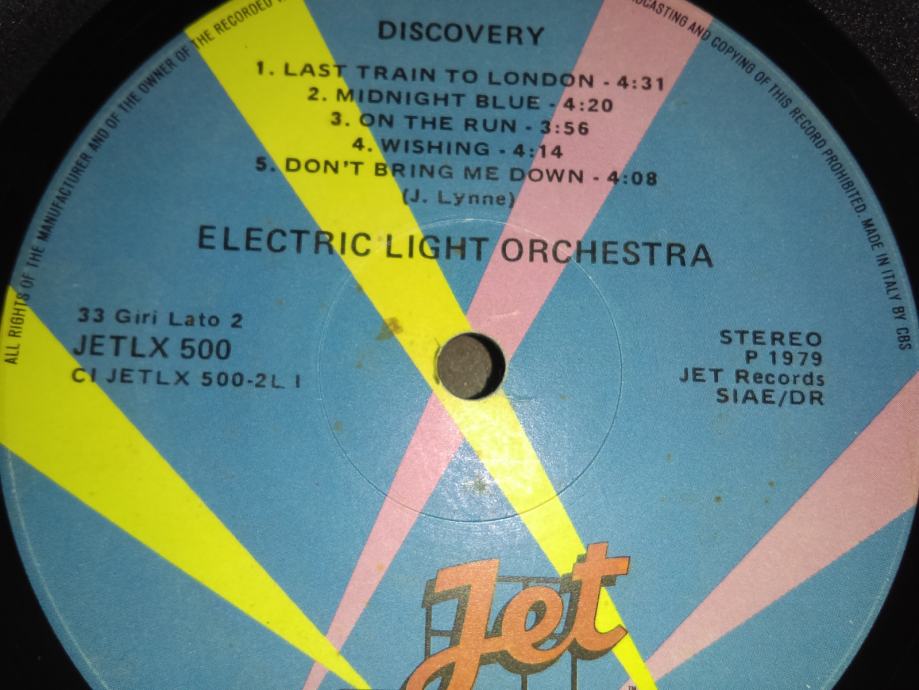 ALL RIGHTS OF THE MANUFACTURER AND OF THE OWNER OF THE RECORDED
CASTING AND COPYING OF THIS RECORD PROHIBITED. MADE IN ITALY BY CBS
DISCOVERY
1. LAST TRAIN TO LONDON - 4:31
2. MIDNIGHT BLUE - 4:20
3. ON THE RUN - 3:56
4. WISHING - 4:14
5. DON'T BRING ME DOWN - 4:08
(J. Lynne)
ELECTRIC LIGHT ORCHESTRA
33 Giri Lato 2
JETLX 500
CI JETLX 500-2L I
STEREO
P 1979
JET Records
SIAE/DR
Jet
TM